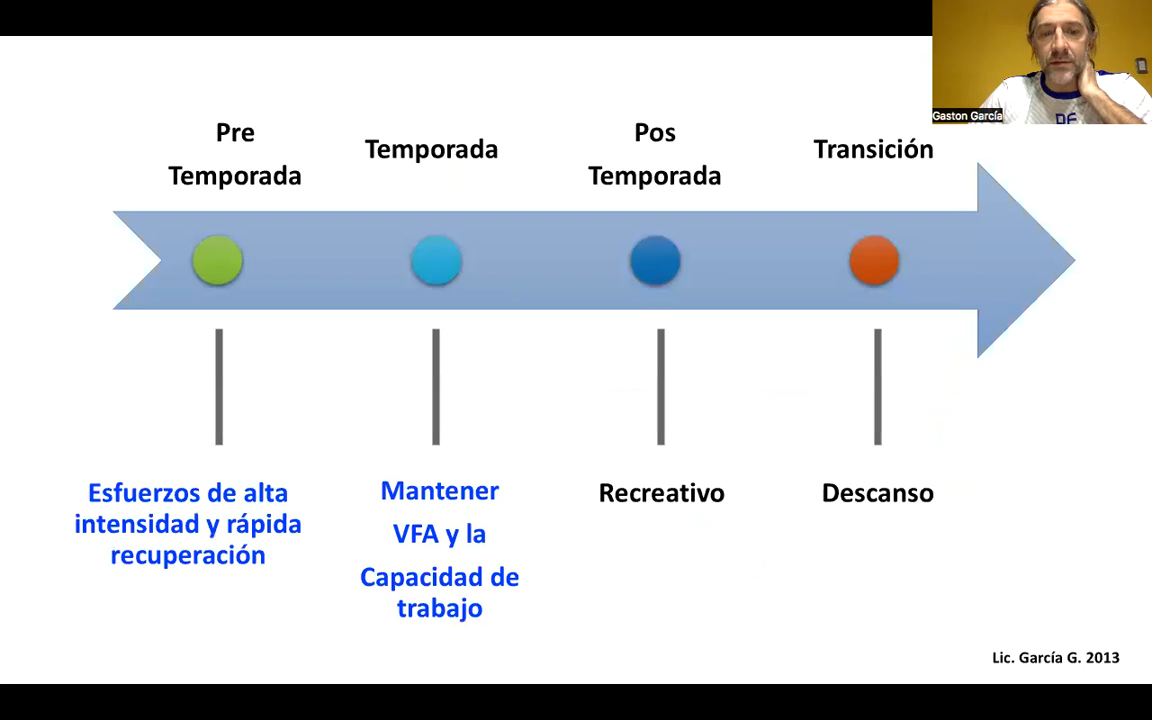 Gaston García
Pre
Temporada
Temporada
Pos
Temporada
Transición
Esfuerzos de alta
intensidad y rápida
recuperación
Mantener
VFA y la
Capacidad de
trabajo
Recreativo
Descanso
Lic. García G. 2013